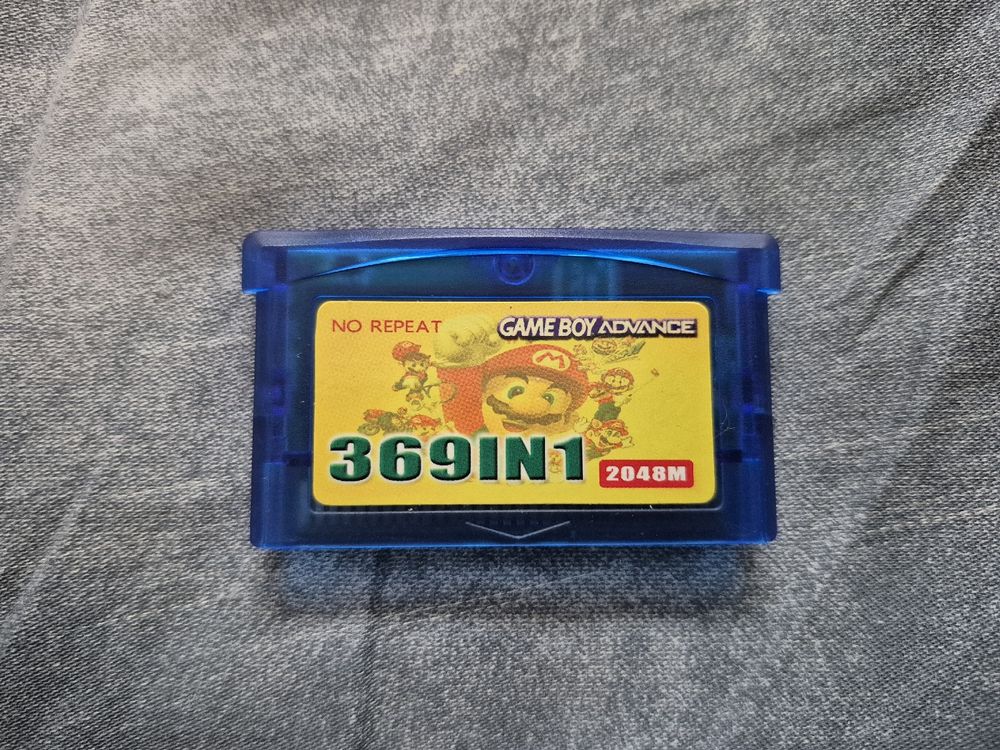 NO REPEAT
GAME BOY ADVANCE
M
369IN1
2048M